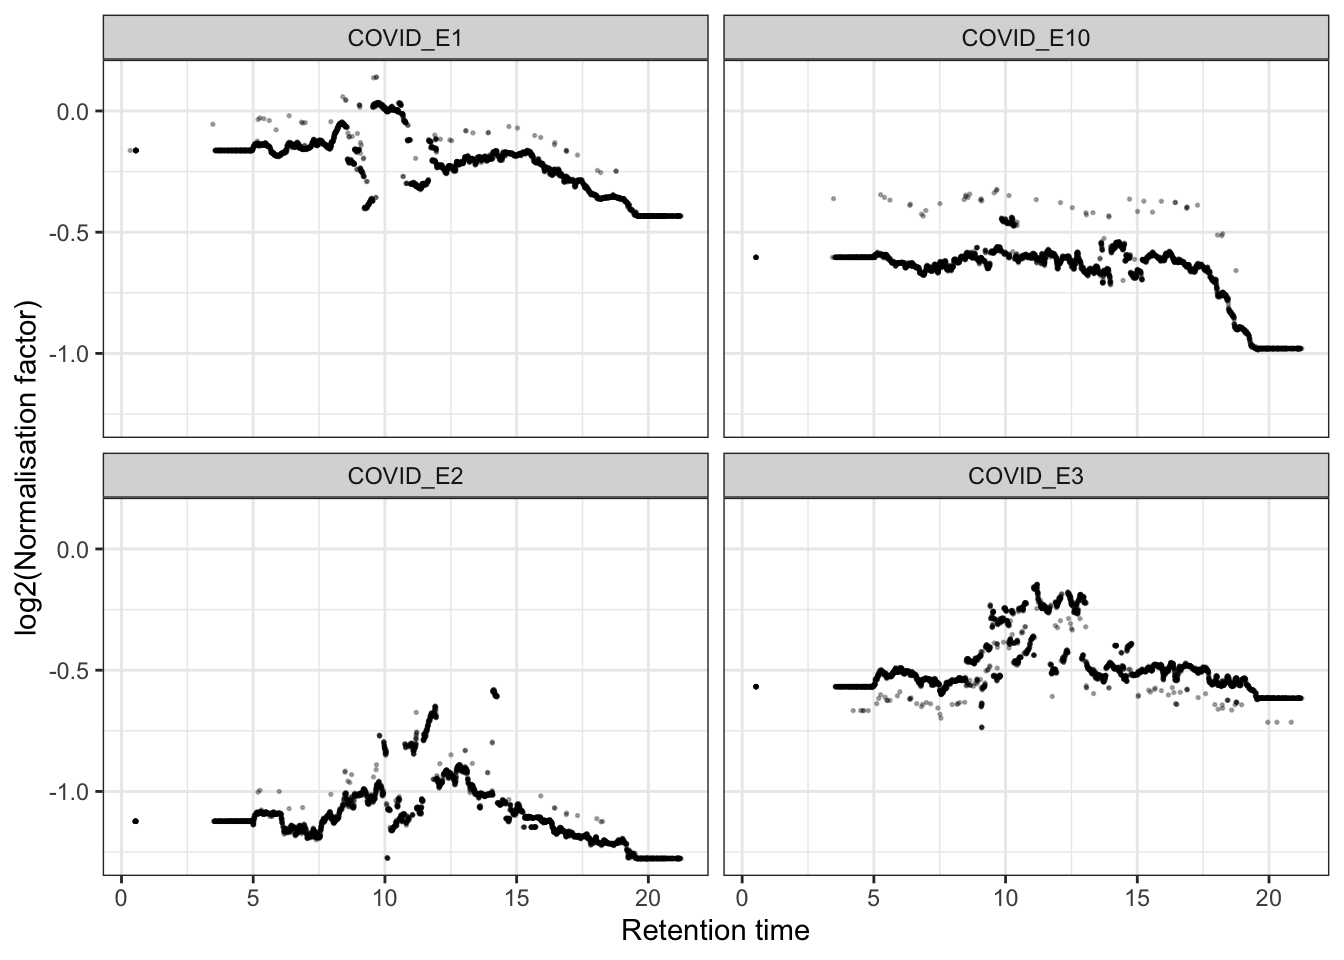 COVID_E1
COVID_E10
0.0
-0.5
-1.0
COVID_E2
COVID_E3
0.0
-0.5
-1.0
0 5 10 15 20
0 5 10 15 20
Retention time
log2(Normalisation factor)